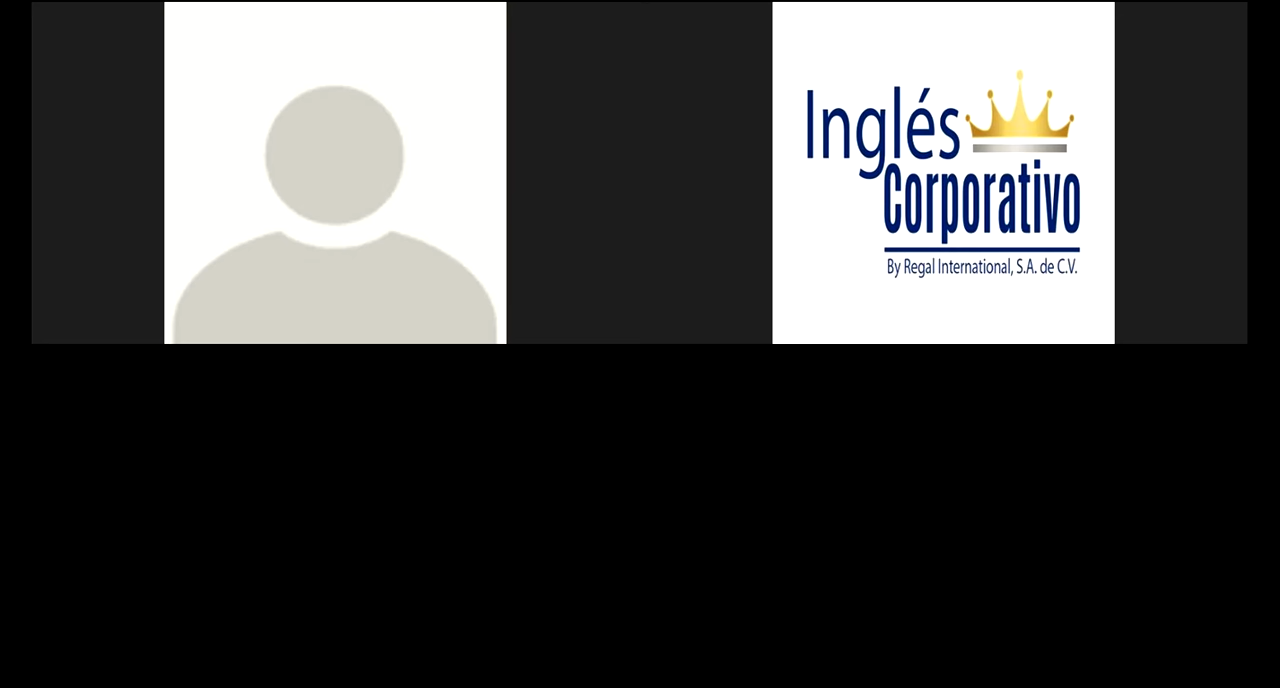 Inglés
Corporativo
By Regal International, S.A. de C.V.